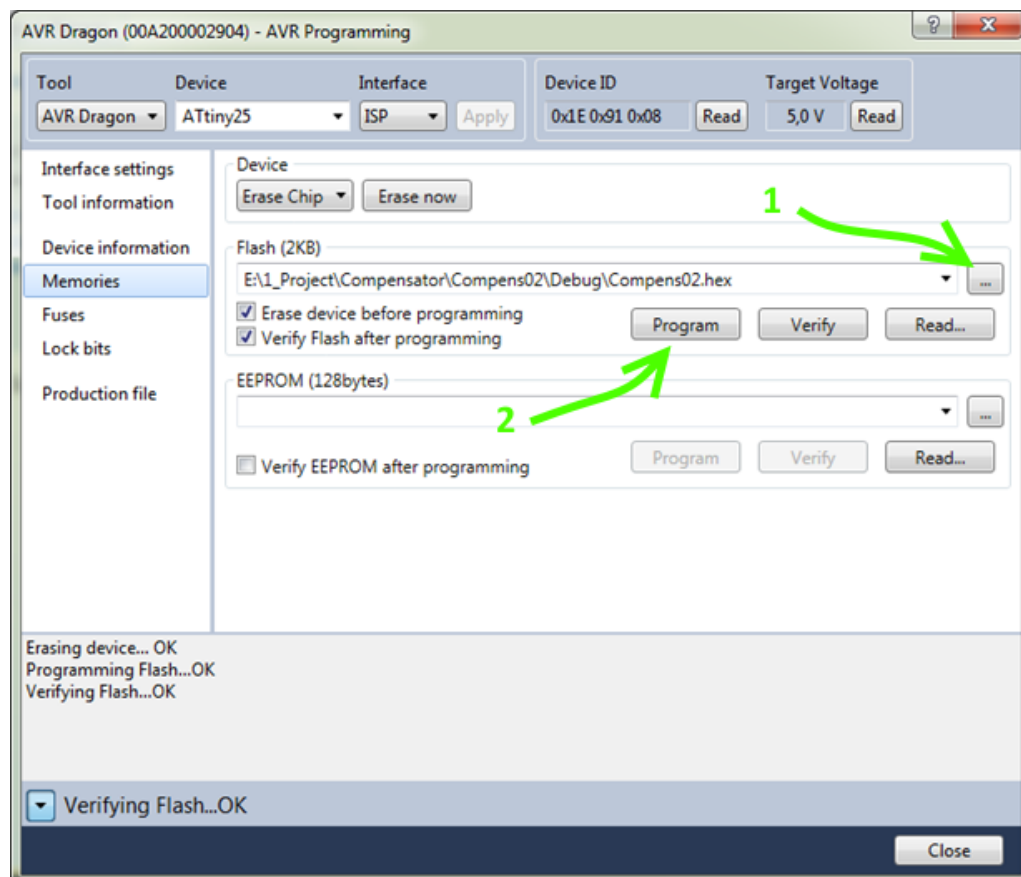 AVR Dragon (00A200002904) - AVR Programming
Tool Device Interface Device ID Target Voltage
AVR Dragon ATtiny25 ISP Apply 0x1E 0x91 0x08 Read 5,0 V Read
Interface settings
Tool information
Device information
Memories
Fuses
Lock bits
Production file
Device
Erase Chip Erase now
1
Flash (2KB)
E:\1_Project\Compensator\Compens02\Debug\Compens02.hex ...
Erase device before programming
Verify Flash after programming
Program Verify Read...
2
EEPROM (128bytes)
...
Verify EEPROM after programming
Program Verify Read...
Erasing device... OK
Programming Flash...OK
Verifying Flash...OK
Verifying Flash...OK
Close